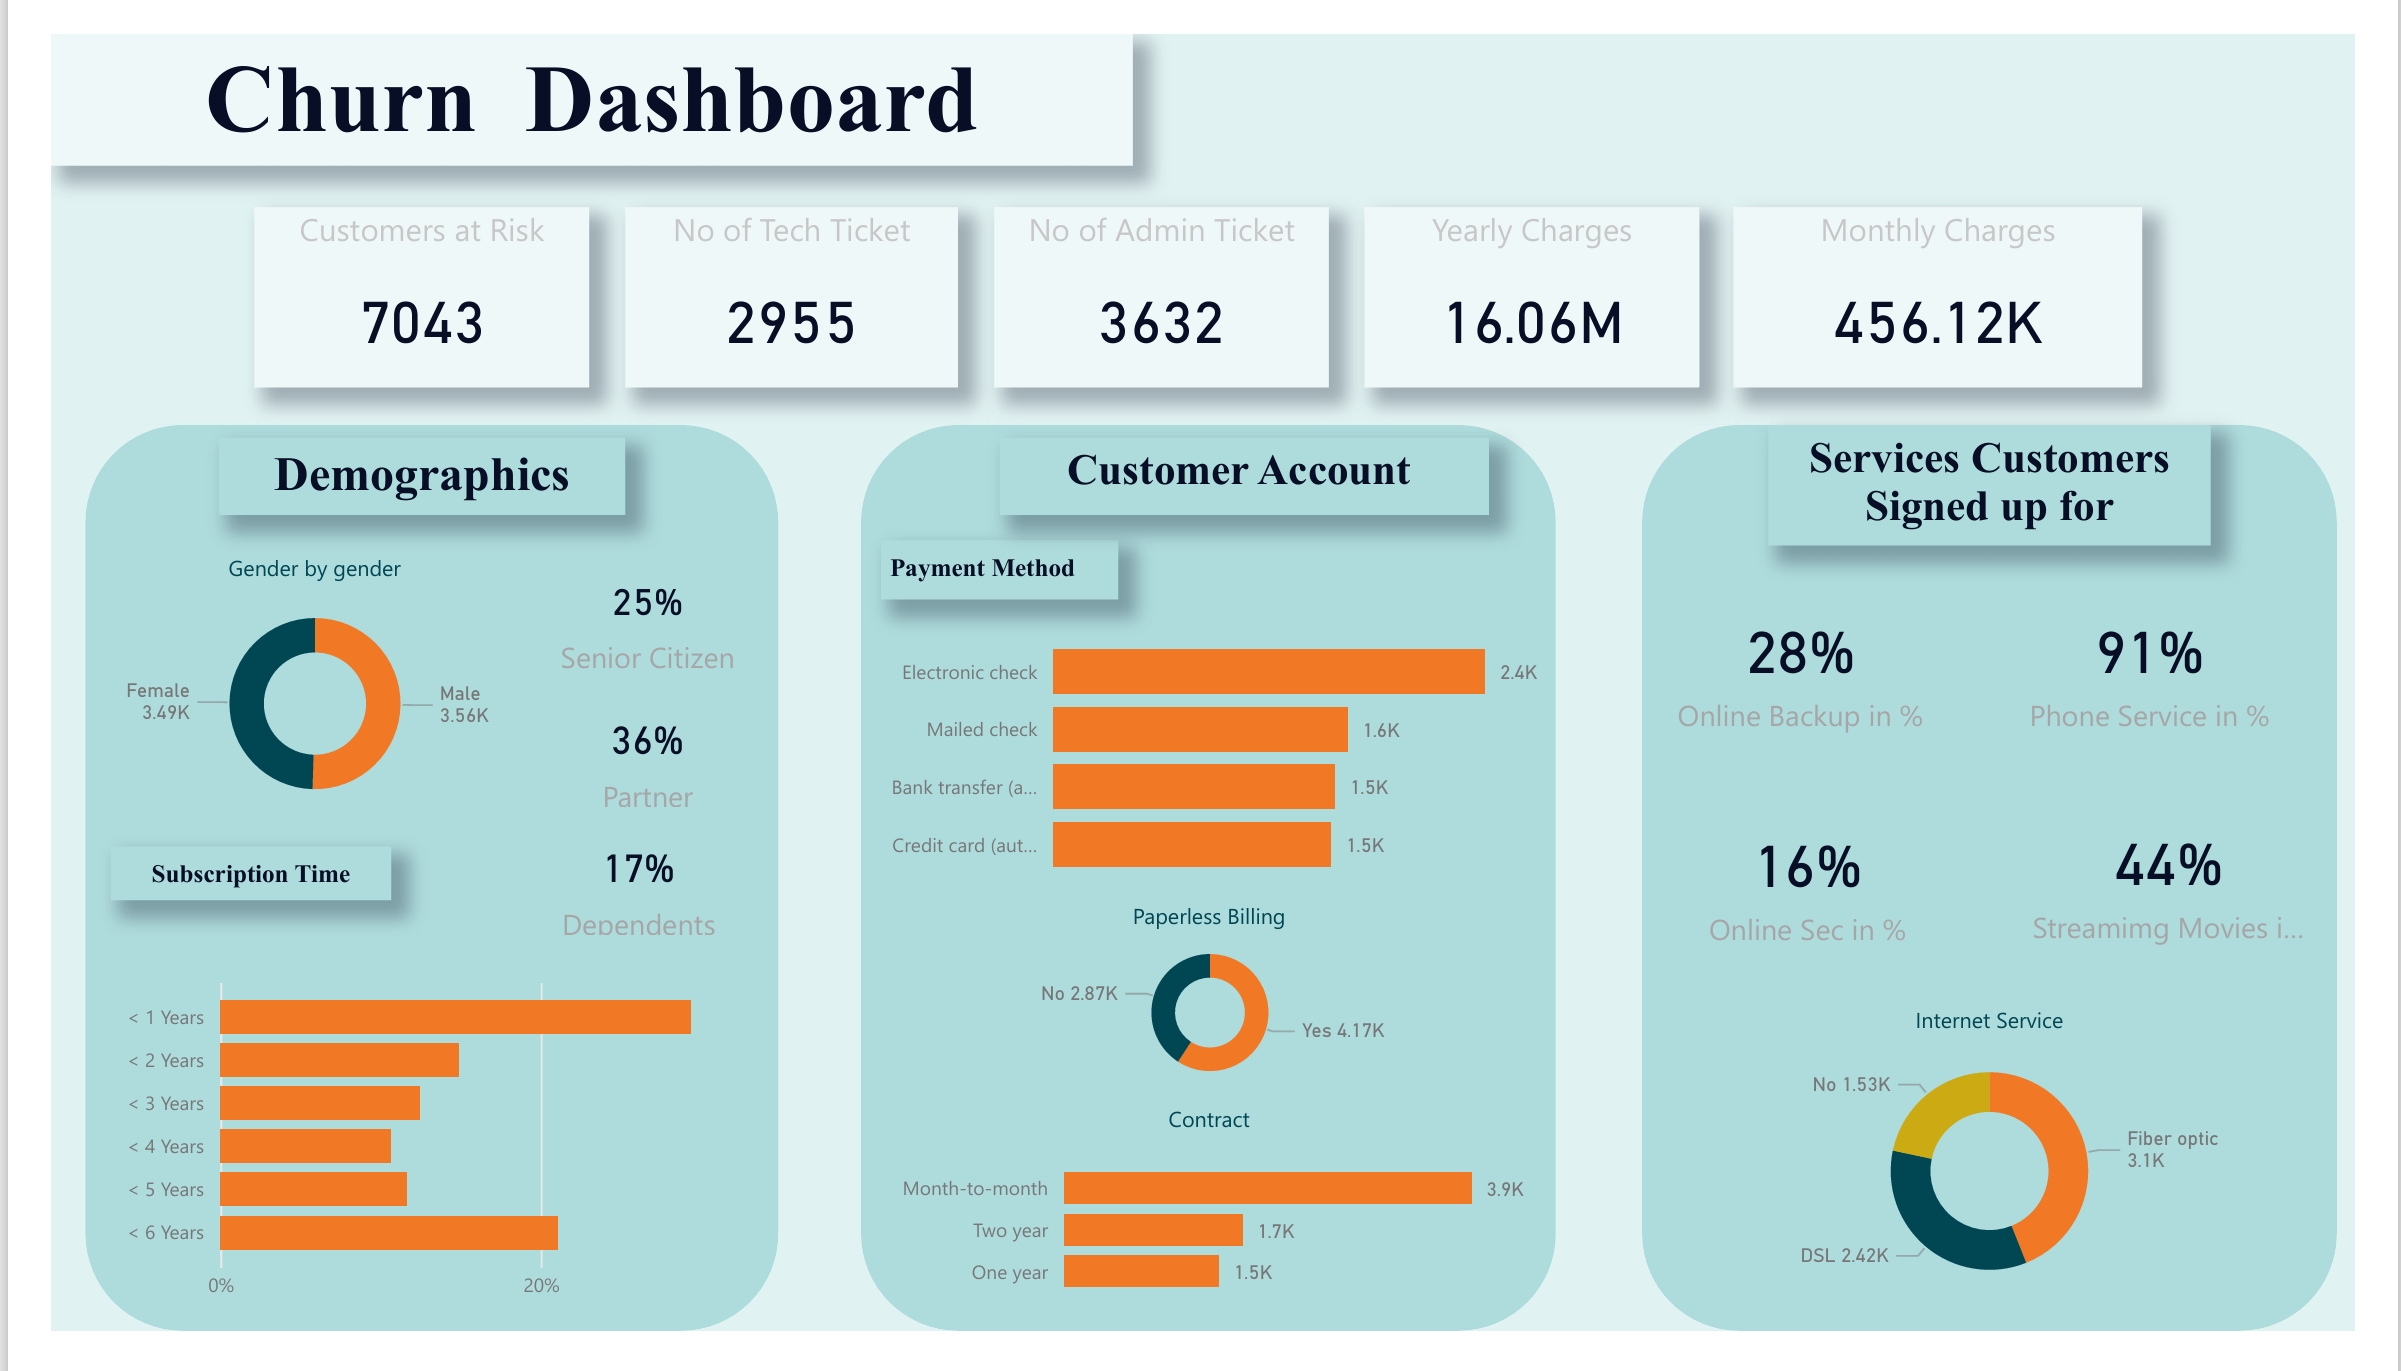 Churn Dashboard
Customers at Risk
7043
No of Tech Ticket
2955
No of Admin Ticket
3632
Yearly Charges
16.06M
Monthly Charges
456.12K
Demographics
Gender by gender
Female
3.49K
Male
3.56K
25%
Senior Citizen
36%
Partner
17%
Dependents
Subscription Time
< 1 Years
< 2 Years
< 3 Years
< 4 Years
< 5 Years
< 6 Years
0%
20%
Customer Account
Payment Method
Electronic check
2.4K
Mailed check
1.6K
Bank transfer (a...
1.5K
Credit card (aut...
1.5K
Paperless Billing
No 2.87K
Yes 4.17K
Contract
Month-to-month
3.9K
Two year
1.7K
One year
1.5K
Services Customers
Signed up for
28%
Online Backup in %
91%
Phone Service in %
16%
Online Sec in %
44%
Streamimg Movies i...
Internet Service
No 1.53K
Fiber optic
3.1K
DSL 2.42K